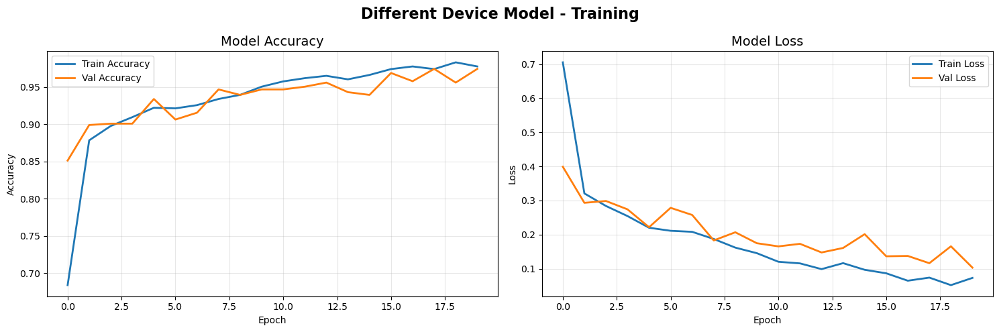 Different Device Model - Training
Model Accuracy
Train Accuracy
Val Accuracy
Accuracy
0.95
0.90
0.85
0.80
0.75
0.70
0.0 2.5 5.0 7.5 10.0 12.5 15.0 17.5
Epoch
Model Loss
Train Loss
Val Loss
Loss
0.7
0.6
0.5
0.4
0.3
0.2
0.1
0.0 2.5 5.0 7.5 10.0 12.5 15.0 17.5
Epoch